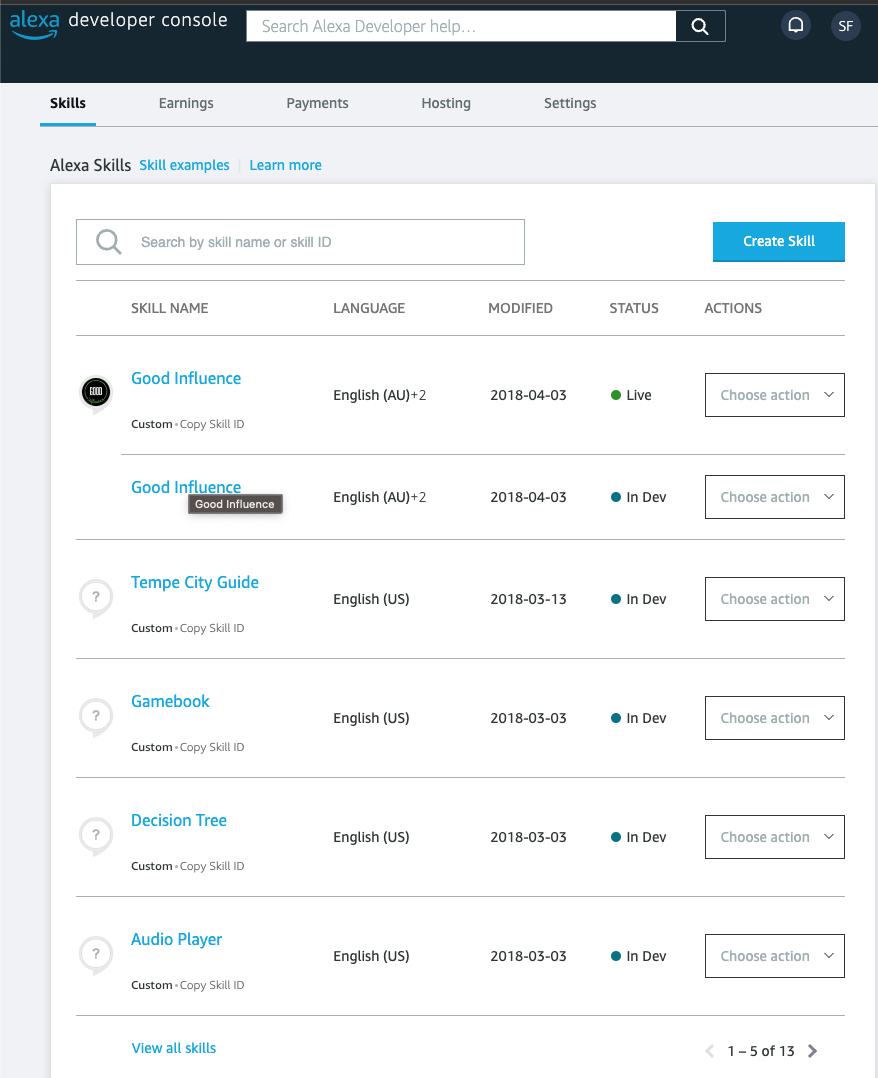 alexa developer console
Search Alexa Developer help...
SF
Skills Earnings Payments Hosting Settings
Alexa Skills Skill examples Learn more
Search by skill name or skill ID
Create Skill
SKILL NAME LANGUAGE MODIFIED STATUS ACTIONS
GOOD
Good Influence
English (AU)+2 2018-04-03 Live Choose action
Custom • Copy Skill ID
Good Influence
English (AU)+2 2018-04-03 In Dev Choose action
Good Influence
Tempe City Guide
? English (US) 2018-03-13 In Dev Choose action
Custom • Copy Skill ID
Gamebook
? English (US) 2018-03-03 In Dev Choose action
Custom • Copy Skill ID
Decision Tree
? English (US) 2018-03-03 In Dev Choose action
Custom • Copy Skill ID
Audio Player
? English (US) 2018-03-03 In Dev Choose action
Custom • Copy Skill ID
View all skills
1 – 5 of 13